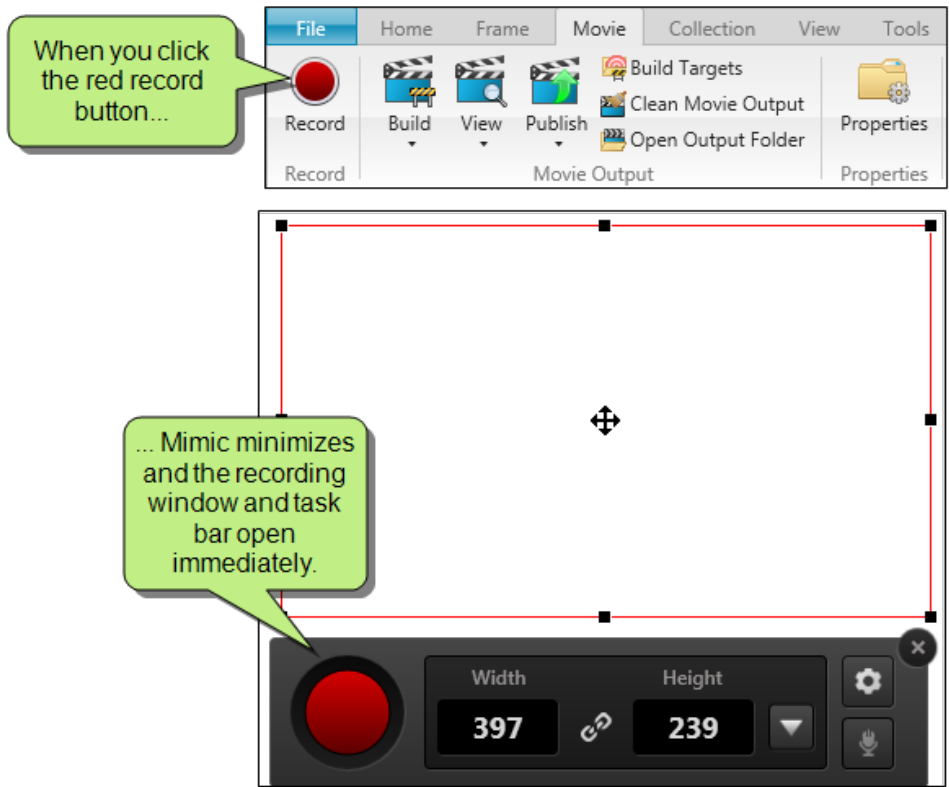 When you click
the red record
button...
File Home Frame Movie Collection View Tools
Record
Build
View
Publish
Build Targets
Clean Movie Output
Open Output Folder
Properties
Record
Movie Output
Properties
... Mimic minimizes
and the recording
window and task
bar open
immediately.
Width Height
397 239